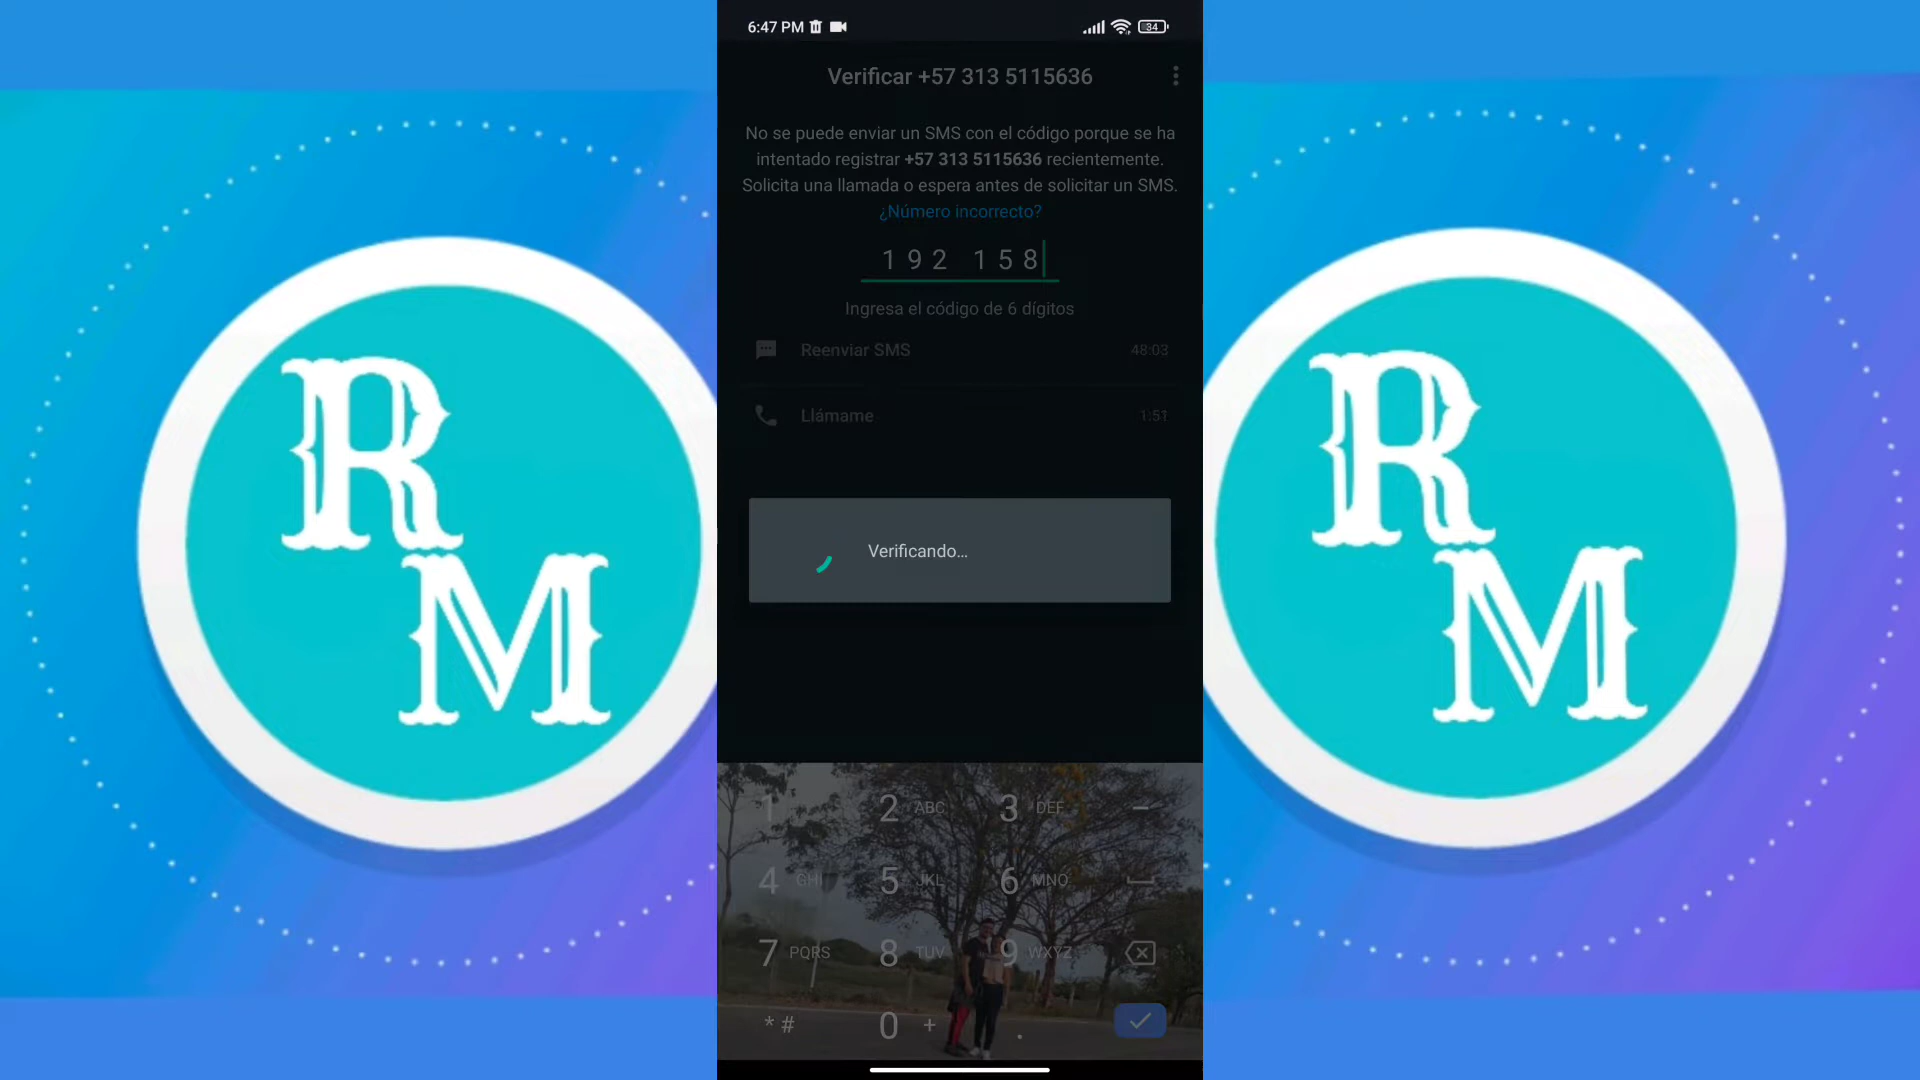 6:47 PM
34
Verificar +57 313 5115636
No se puede enviar un SMS con el código porque se ha
intentado registrar +57 313 5115636 recientemente.
Solicita una llamada o espera antes de solicitar un SMS.
¿Número incorrecto?
192 158
Ingresa el código de 6 dígitos
Reenviar SMS 48:03
Llámame 1:51
Verificando…
R
M
R
M
1 2 ABC 3 DEF –
4 GHI 5 JKL 6 MNO
7 PQRS 8 TUV 9 WXYZ
* # 0 + .